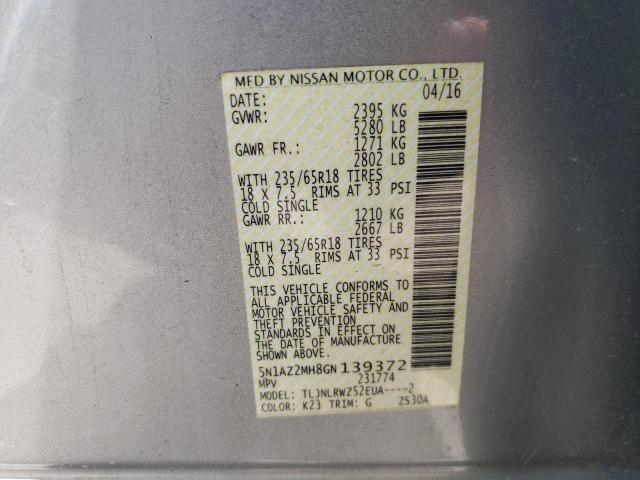 MFD BY NISSAN MOTOR CO., LTD.
DATE: 04/16
GVWR: 2395 KG
5280 LB
GAWR FR.: 1271 KG
2802 LB
WITH 235/65R18 TIRES
18 X 7.5 RIMS AT 33 PSI
COLD SINGLE
GAWR RR.: 1210 KG
2667 LB
WITH 235/65R18 TIRES
18 X 7.5 RIMS AT 33 PSI
COLD SINGLE
THIS VEHICLE CONFORMS TO
ALL APPLICABLE FEDERAL
MOTOR VEHICLE SAFETY AND
THEFT PREVENTION
STANDARDS IN EFFECT ON THE
DATE OF MANUFACTURE
SHOWN ABOVE.
5N1AZ2MH8GN139372
MPV 231774
MODEL: TLJNLRWZ52EUA----2
COLOR: K23 TRIM: G ZS30A